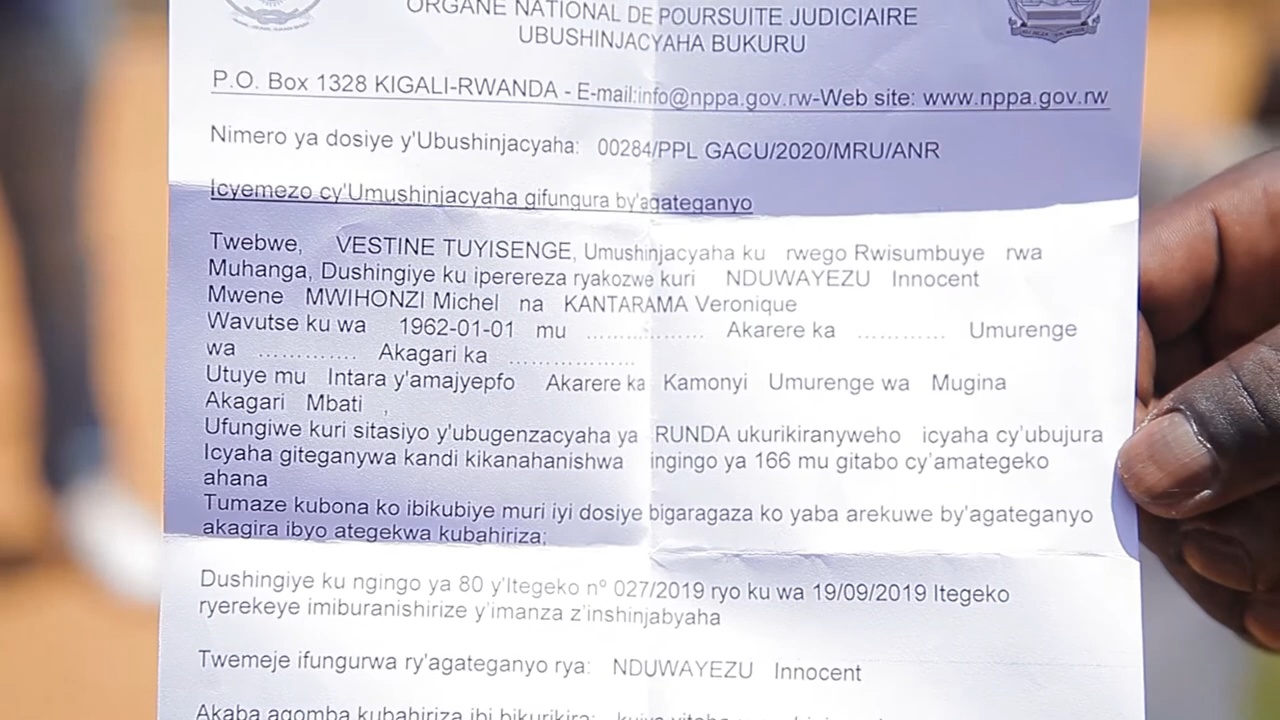 ORGANE NATIONAL DE POURSUITE JUDICIAIRE
UBUSHINJACYAHA BUKURU
P.O. Box 1328 KIGALI-RWANDA - E-mail:info@nppa.gov.rw-Web site: www.nppa.gov.rw
Nimero ya dosiye y'Ubushinjacyaha: 00284/PPL GACU/2020/MRU/ANR
Icyemezo cy'Umushinjacyaha gifungura by'agateganyo
Twebwe, VESTINE TUYISENGE, Umushinjacyaha ku rwego Rwisumbuye rwa
Muhanga, Dushingiye ku iperereza ryakozwe kuri NDUWAYEZU Innocent
Mwene MWIHONZI Michel na KANTARAMA Veronique
Wavutse ku wa 1962-01-01 mu .................. Akarere ka ............. Umurenge
wa .............. Akagari ka ...................
Utuye mu Intara y'amajyepfo Akarere ka Kamonyi Umurenge wa Mugina
Akagari Mbati ,
Ufungiwe kuri sitasiyo y'ubugenzacyaha ya RUNDA ukurikiranyweho icyaha cy'ubujura
Icyaha giteganywa kandi kikanahanishwa ingingo ya 166 mu gitabo cy'amategeko
ahana
Tumaze kubona ko ibikubiye muri iyi dosiye bigaragaza ko yaba arekuwe by'agateganyo
akagira ibyo ategekwa kubahiriza;
Dushingiye ku ngingo ya 80 y'Itegeko nº 027/2019 ryo ku wa 19/09/2019 Itegeko
ryerekeye imiburanishirize y'imanza z'inshinjabyaha
Twemeje ifungurwa ry'agateganyo rya: NDUWAYEZU Innocent
Akaba agomba kubahiriza ibi bikurikira: